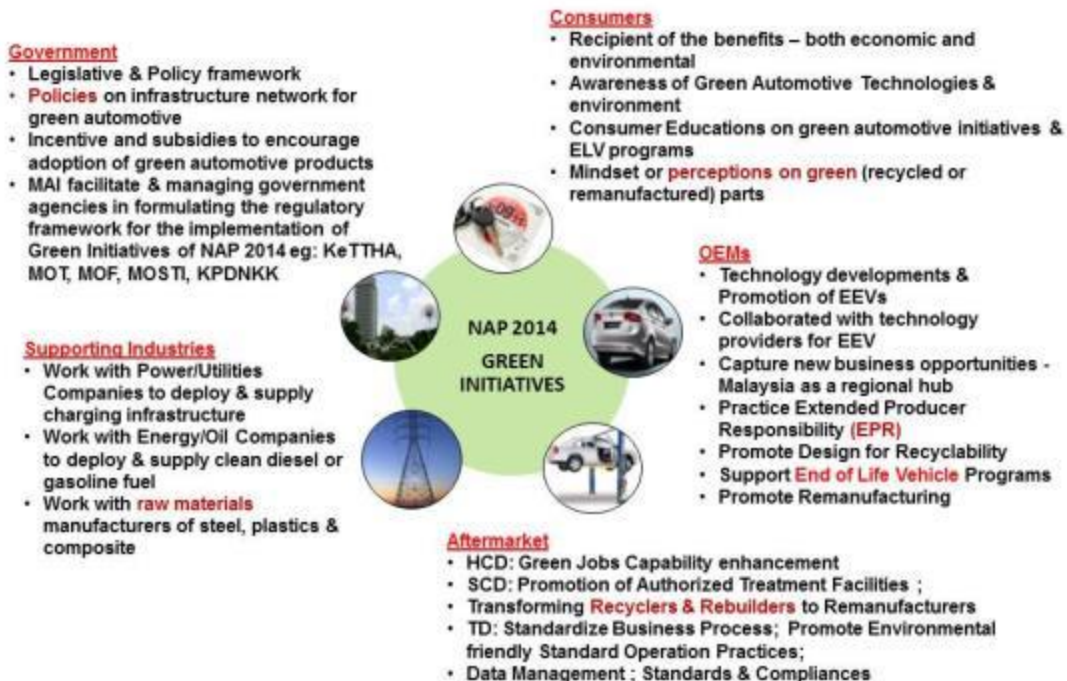 Government
• Legislative & Policy framework
• Policies on infrastructure network for
green automotive
• Incentive and subsidies to encourage
adoption of green automotive products
• MAI facilitate & managing government
agencies in formulating the regulatory
framework for the implementation of
Green Initiatives of NAP 2014 eg: KeTTHA,
MOT, MOF, MOSTI, KPDNKK
Consumers
• Recipient of the benefits – both economic and
environmental
• Awareness of Green Automotive Technologies &
environment
• Consumer Educations on green automotive initiatives &
ELV programs
• Mindset or perceptions on green (recycled or
remanufactured) parts
NAP 2014
GREEN
INITIATIVES
OEMs
• Technology developments &
Promotion of EEVs
• Collaborated with technology
providers for EEV
• Capture new business opportunities -
Malaysia as a regional hub
• Practice Extended Producer
Responsibility (EPR)
• Promote Design for Recyclability
• Support End of Life Vehicle Programs
• Promote Remanufacturing
Supporting Industries
• Work with Power/Utilities
Companies to deploy & supply
charging infrastructure
• Work with Energy/Oil Companies
to deploy & supply clean diesel or
gasoline fuel
• Work with raw materials
manufacturers of steel, plastics &
composite
Aftermarket
• HCD: Green Jobs Capability enhancement
• SCD: Promotion of Authorized Treatment Facilities ;
• Transforming Recyclers & Rebuilders to Remanufacturers
• TD: Standardize Business Process; Promote Environmental
friendly Standard Operation Practices;
• Data Management : Standards & Compliances